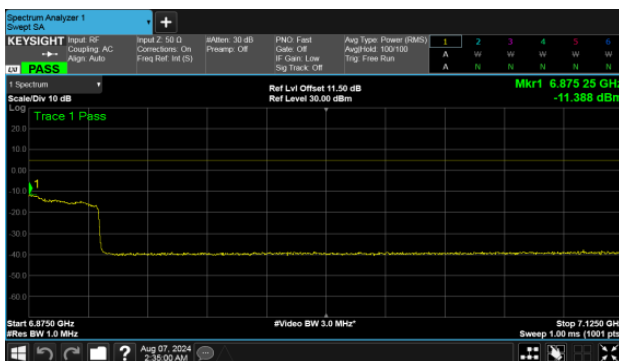 Spectrum Analyzer 1
Swept SA
+
KEYSIGHT Input: RF Input Z: 50 Ω #Atten: 30 dB PNO: Fast Avg Type: Power (RMS) 1 2 3 4 5 6
Coupling: AC Corrections: On Preamp: Off Gate: Off Avg|Hold: 100/100 A W W W W W
Align: Auto Freq Ref: Int (S) IF Gain: Low Trig: Free Run
LXI PASS Sig Track: Off A N N N N N
1 Spectrum Ref Lvl Offset 11.50 dB Mkr1 6.875 25 GHz
Scale/Div 10 dB Ref Level 30.00 dBm -11.388 dBm
Log
Trace 1 Pass
20.0
10.0
0.00
1
-10.0
-20.0
-30.0
-40.0
-50.0
-60.0
Start 6.8750 GHz #Video BW 3.0 MHz* Stop 7.1250 GHz
#Res BW 1.0 MHz Sweep 1.00 ms (1001 pts)
? Aug 07, 2024
2:35:00 AM